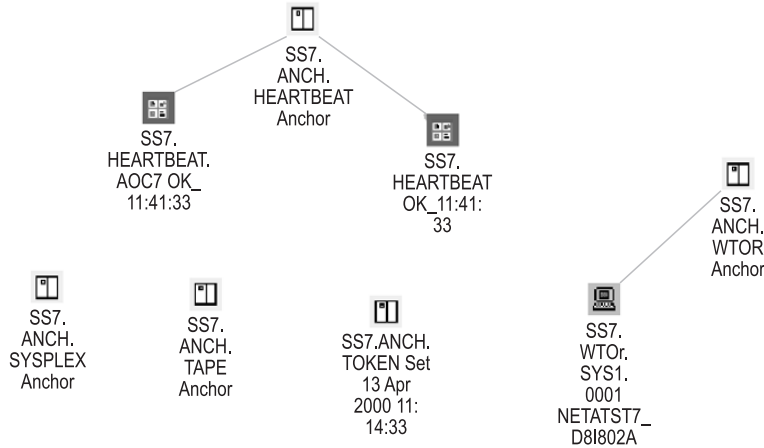 SS7.
ANCH.
HEARTBEAT
Anchor
SS7.
HEARTBEAT.
AOC7 OK_
11:41:33
SS7.
HEARTBEAT
OK_11:41:
33
SS7.
ANCH.
WTOR
Anchor
SS7.
ANCH.
SYSPLEX
Anchor
SS7.
ANCH.
TAPE
Anchor
SS7.ANCH.
TOKEN Set
13 Apr
2000 11:
14:33
SS7.
WTOr.
SYS1.
0001
NETATST7_
D8I802A